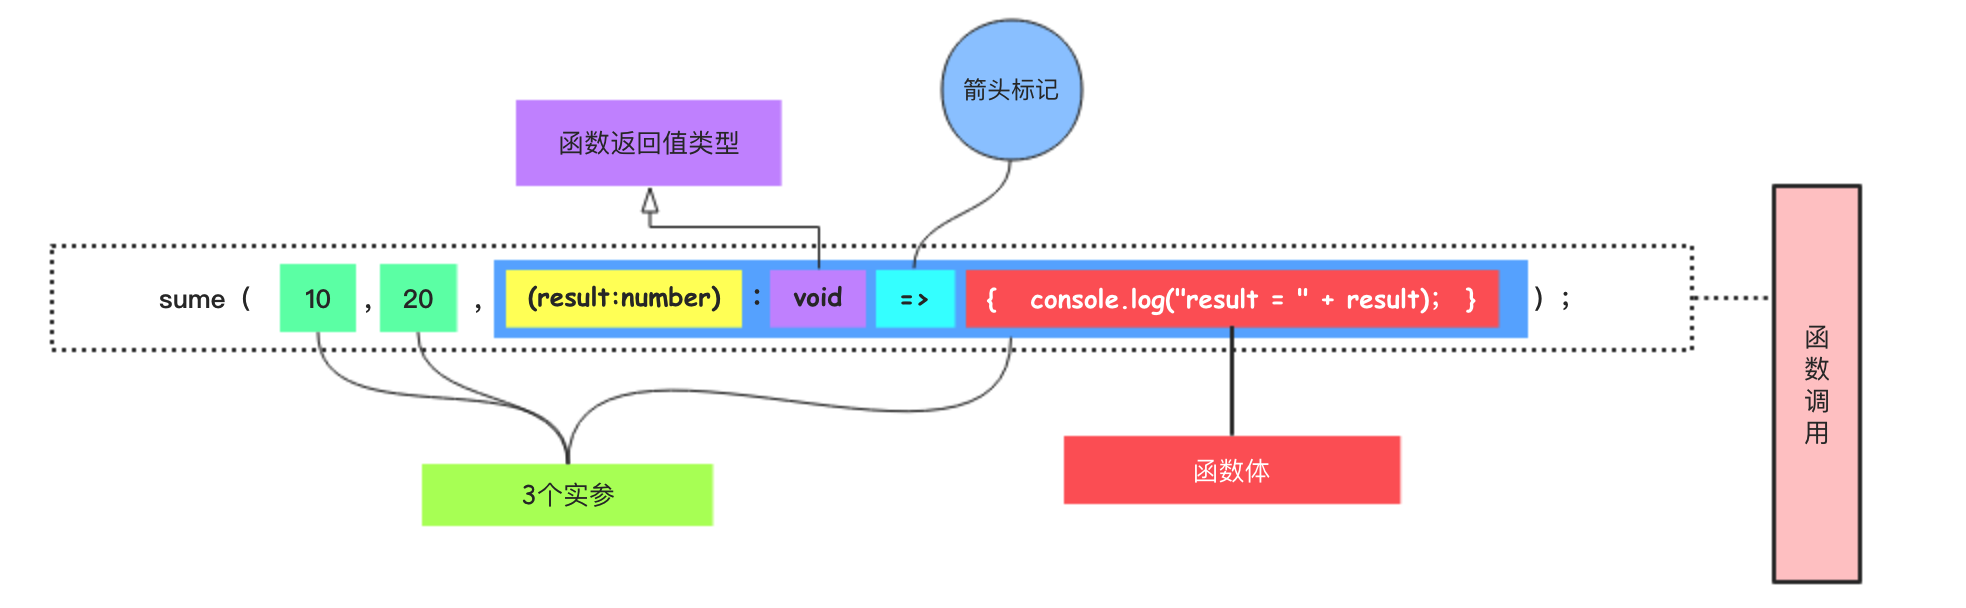 箭头标记
函数返回值类型
sume ( 10 , 20 , (result:number) : void => { console.log("result = " + result); } ) ;
函数调用
3个实参
函数体